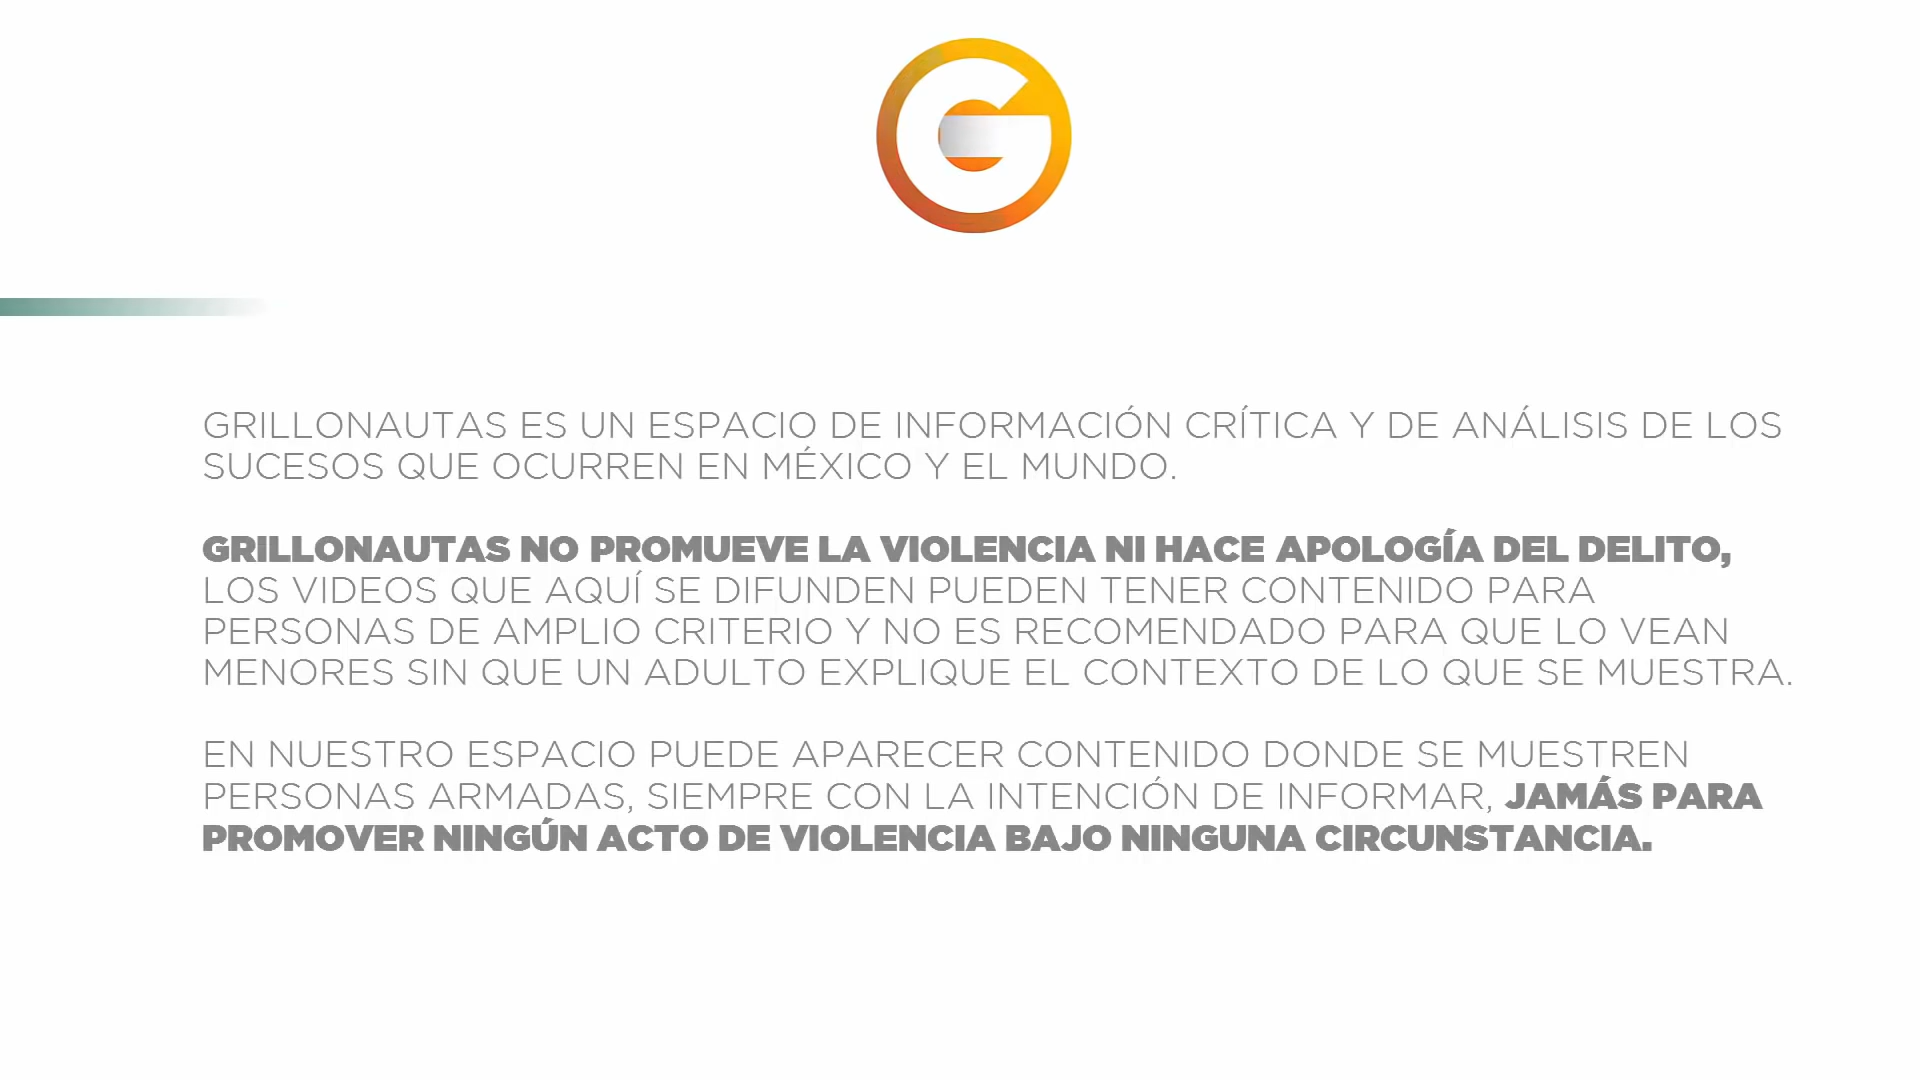 G
GRILLONAUTAS ES UN ESPACIO DE INFORMACIÓN CRÍTICA Y DE ANÁLISIS DE LOS
SUCESOS QUE OCURREN EN MÉXICO Y EL MUNDO.
GRILLONAUTAS NO PROMUEVE LA VIOLENCIA NI HACE APOLOGÍA DEL DELITO,
LOS VIDEOS QUE AQUÍ SE DIFUNDEN PUEDEN TENER CONTENIDO PARA
PERSONAS DE AMPLIO CRITERIO Y NO ES RECOMENDADO PARA QUE LO VEAN
MENORES SIN QUE UN ADULTO EXPLIQUE EL CONTEXTO DE LO QUE SE MUESTRA.
EN NUESTRO ESPACIO PUEDE APARECER CONTENIDO DONDE SE MUESTREN
PERSONAS ARMADAS, SIEMPRE CON LA INTENCIÓN DE INFORMAR, JAMÁS PARA
PROMOVER NINGÚN ACTO DE VIOLENCIA BAJO NINGUNA CIRCUNSTANCIA.